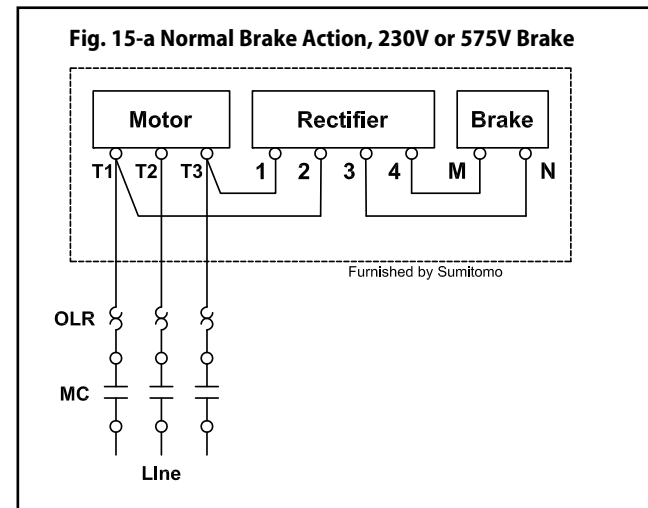 Fig. 15-a Normal Brake Action, 230V or 575V Brake
Motor Rectifier Brake
T1 T2 T3 1 2 3 4 M N
Furnished by Sumitomo
OLR
MC
LIne